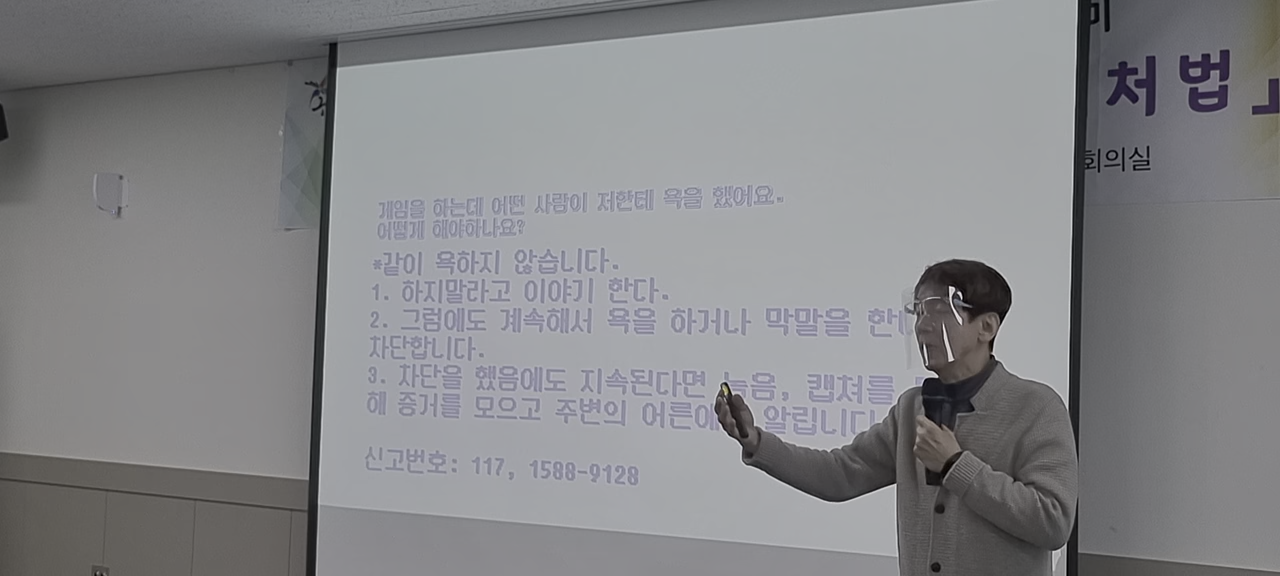 처법」
회의실
게임을 하는데 어떤 사람이 저한테 욕을 했어요.
어떻게 해야하나요?
*같이 욕하지 않습니다.
1. 하지말라고 이야기 한다.
2. 그럼에도 계속해서 욕을 하거나 막말을
차단합니다.
3. 차단을 했음에도 지속된다면 녹음, 캡쳐를
해 증거를 모으고 주변의 어른에 알립니다
신고번호: 117, 1588-9128